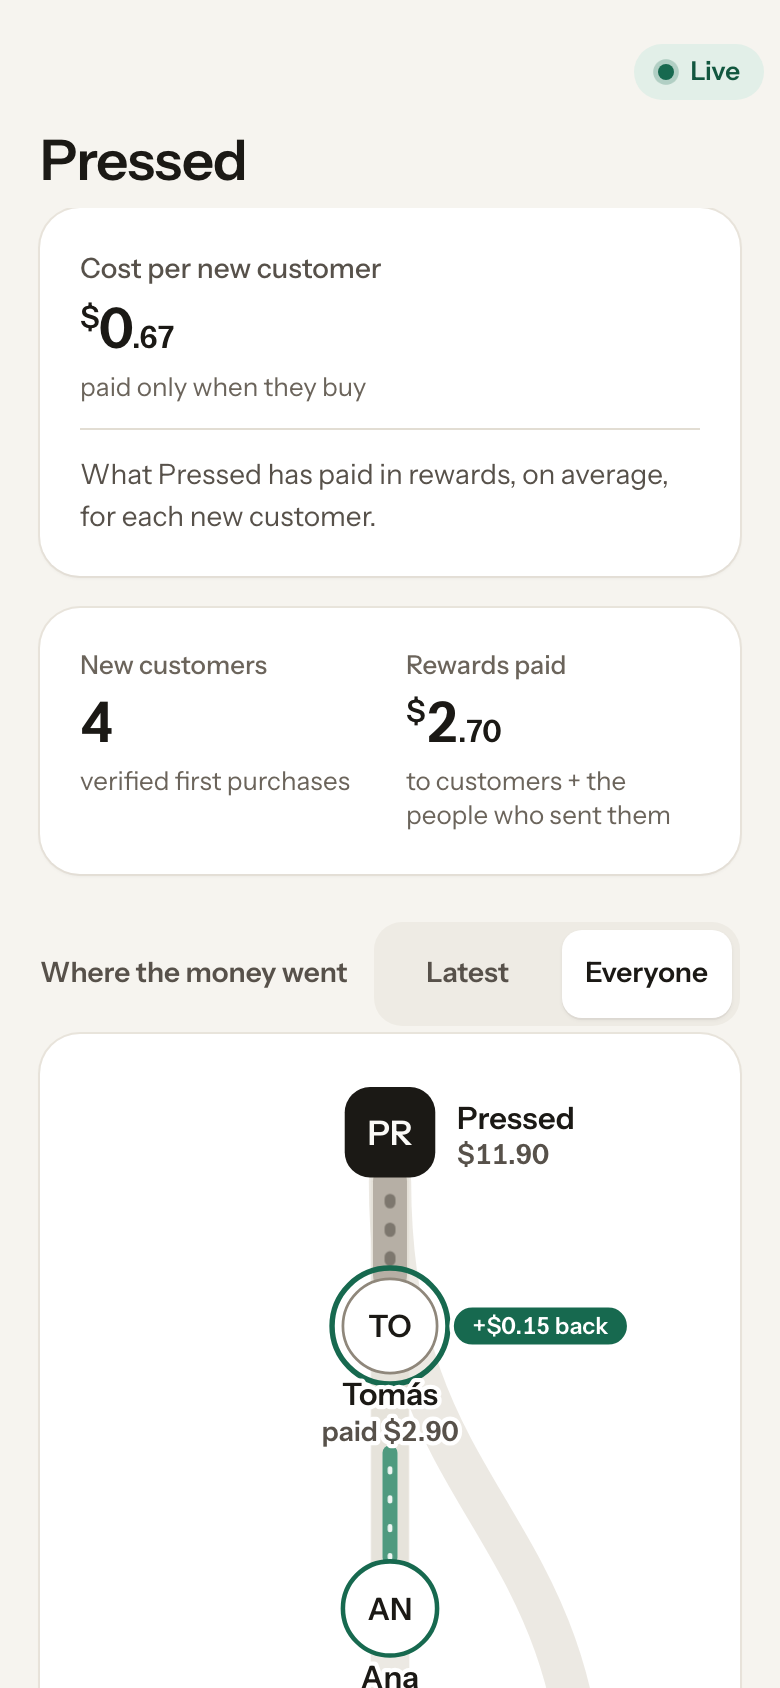 Live
Pressed
Cost per new customer
$0.67
paid only when they buy
What Pressed has paid in rewards, on average,
for each new customer.
New customers
4
verified first purchases
Rewards paid
$2.70
to customers + the
people who sent them
Where the money went
Latest
Everyone
PR
Pressed
$11.90
TO
+$0.15 back
Tomás
paid $2.90
AN
Ana